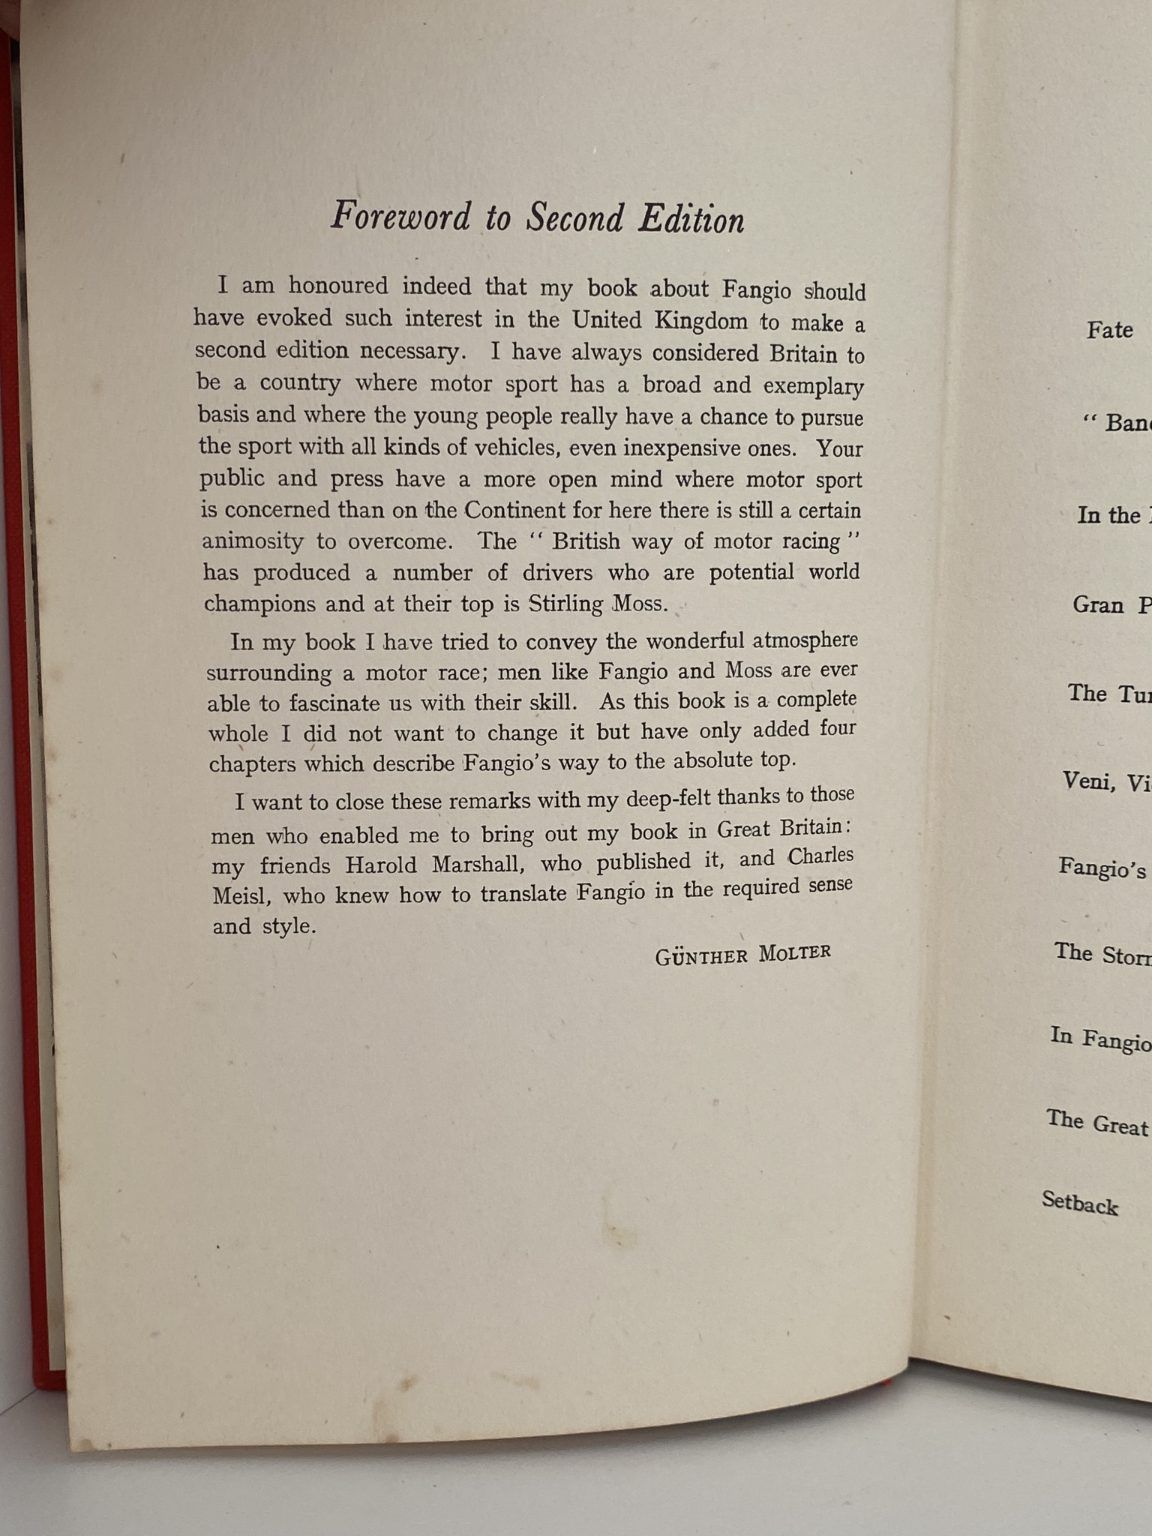 Foreword to Second Edition
I am honoured indeed that my book about Fangio should
have evoked such interest in the United Kingdom to make a
second edition necessary. I have always considered Britain to
be a country where motor sport has a broad and exemplary
basis and where the young people really have a chance to pursue
the sport with all kinds of vehicles, even inexpensive ones. Your
public and press have a more open mind where motor sport
is concerned than on the Continent for here there is still a certain
animosity to overcome. The “ British way of motor racing ”
has produced a number of drivers who are potential world
champions and at their top is Stirling Moss.
In my book I have tried to convey the wonderful atmosphere
surrounding a motor race; men like Fangio and Moss are ever
able to fascinate us with their skill. As this book is a complete
whole I did not want to change it but have only added four
chapters which describe Fangio's way to the absolute top.
I want to close these remarks with my deep-felt thanks to those
men who enabled me to bring out my book in Great Britain:
my friends Harold Marshall, who published it, and Charles
Meisl, who knew how to translate Fangio in the required sense
and style.
GÜNTHER MOLTER
Fate
“
In the
Gran
The
Veni,
Fangio's
The
In
The Great
Setback